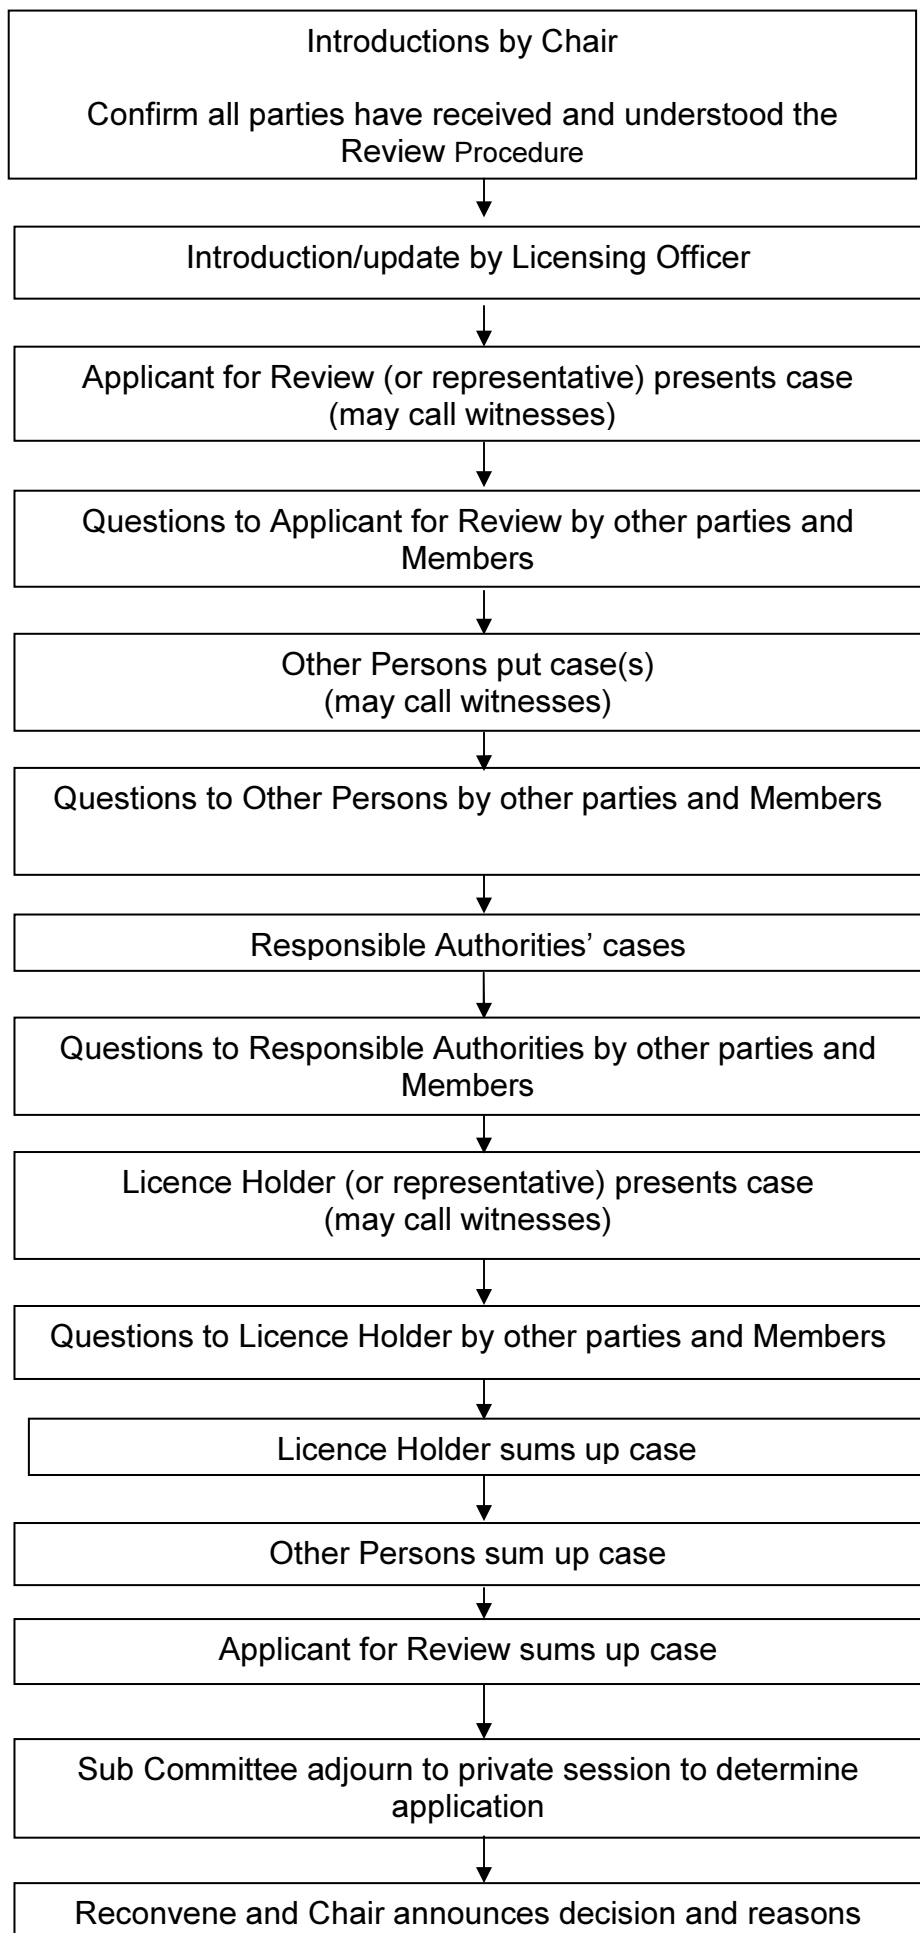 Introductions by Chair
Confirm all parties have received and understood the
Review Procedure
Introduction/update by Licensing Officer
Applicant for Review (or representative) presents case
(may call witnesses)
Questions to Applicant for Review by other parties and
Members
Other Persons put case(s)
(may call witnesses)
Questions to Other Persons by other parties and Members
Responsible Authorities’ cases
Questions to Responsible Authorities by other parties and
Members
Licence Holder (or representative) presents case
(may call witnesses)
Questions to Licence Holder by other parties and Members
Licence Holder sums up case
Other Persons sum up case
Applicant for Review sums up case
Sub Committee adjourn to private session to determine
application
Reconvene and Chair announces decision and reasons